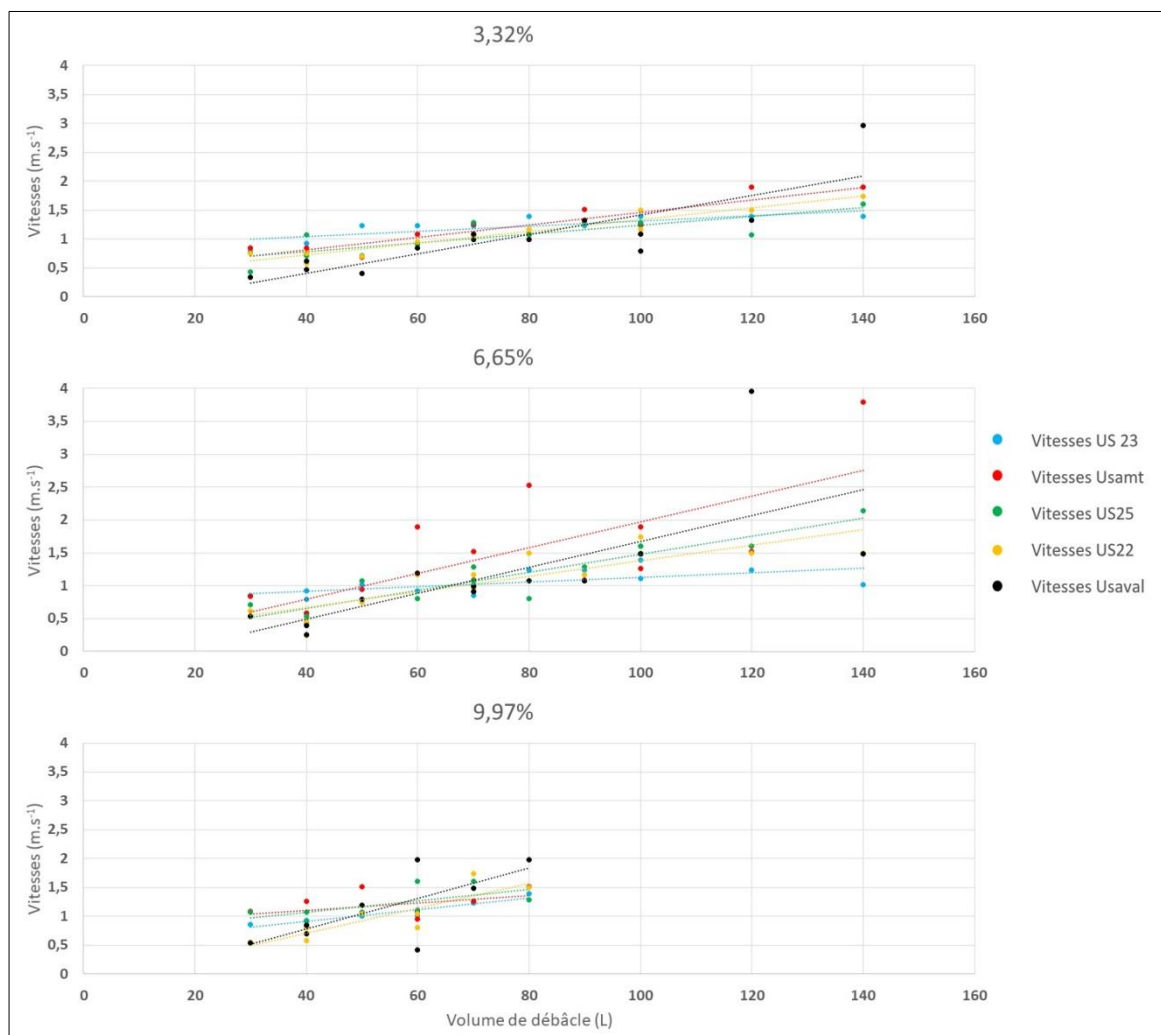 3,32%
Vitesses (m.s⁻¹)
4
3,5
3
2,5
2
1,5
1
0,5
0
0 20 40 60 80 100 120 140 160
6,65%
Vitesses (m.s⁻¹)
4
3,5
3
2,5
2
1,5
1
0,5
0
0 20 40 60 80 100 120 140 160
Vitesses US 23
Vitesses Usamt
Vitesses US25
Vitesses US22
Vitesses Usaval
9,97%
Vitesses (m.s⁻¹)
4
3,5
3
2,5
2
1,5
1
0,5
0
0 20 40 60 80 100 120 140 160
Volume de débâcle (L)